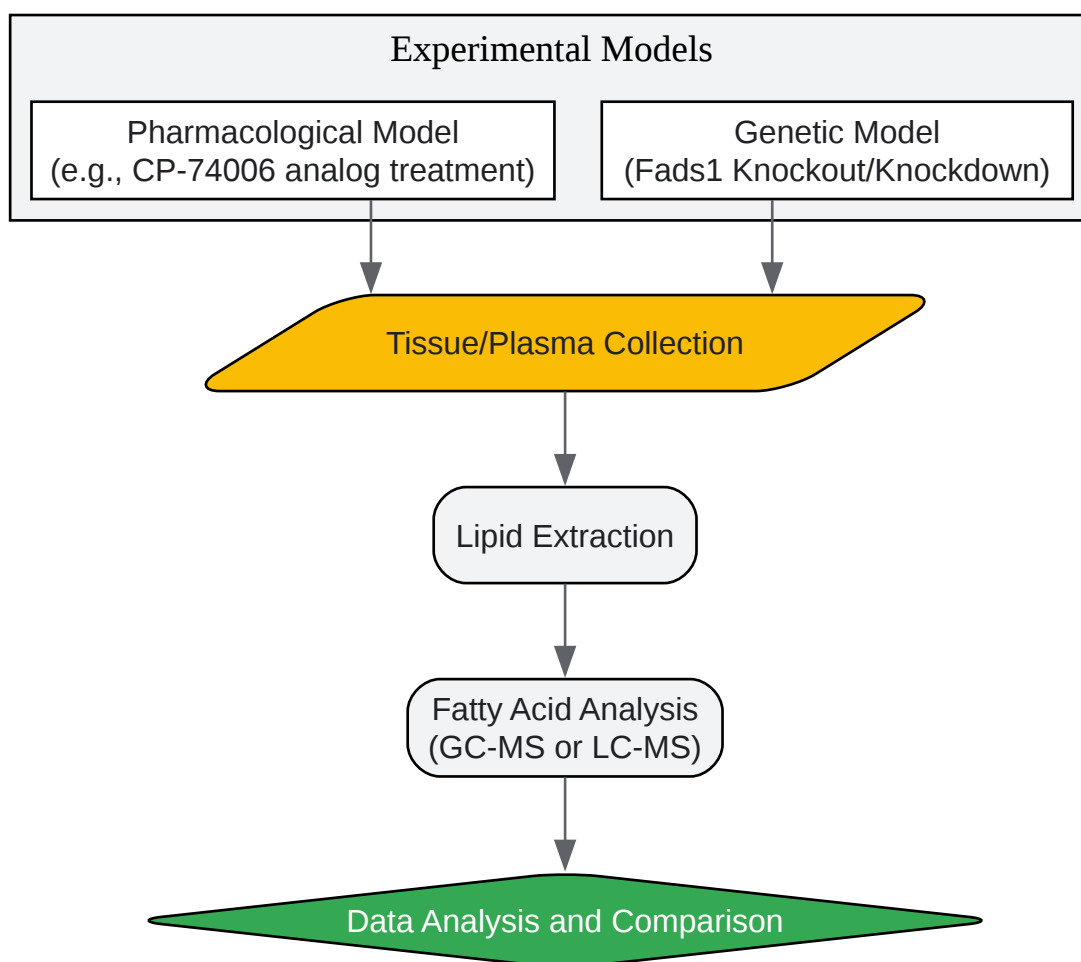 Experimental Models
Pharmacological Model
(e.g., CP-74006 analog treatment)
Genetic Model
(Fads1 Knockout/Knockdown)
Tissue/Plasma Collection
Lipid Extraction
Fatty Acid Analysis
(GC-MS or LC-MS)
Data Analysis and Comparison